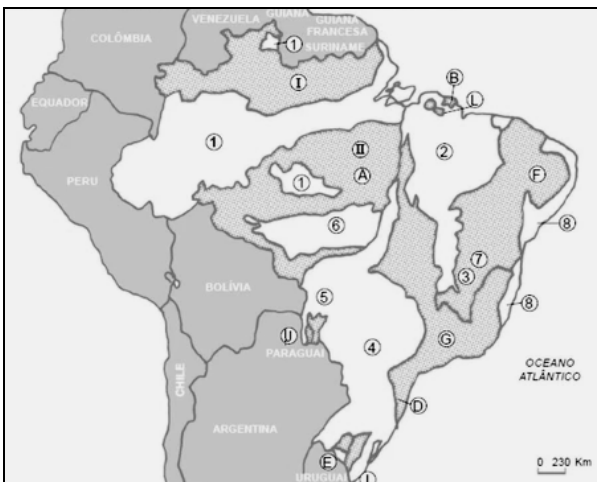 VENEZUELA
GUIANA
GUIANA
FRANCESA
SURINAME
COLÔMBIA
1
I
B
L
EQUADOR
1
2
II
A
F
1
PERU
6
8
7
3
BOLÍVIA
5
8
J
PARAGUAI
4
G
CHILE
OCEANO
ATLÂNTICO
D
ARGENTINA
E
URUGUAI
I
0 230 Km